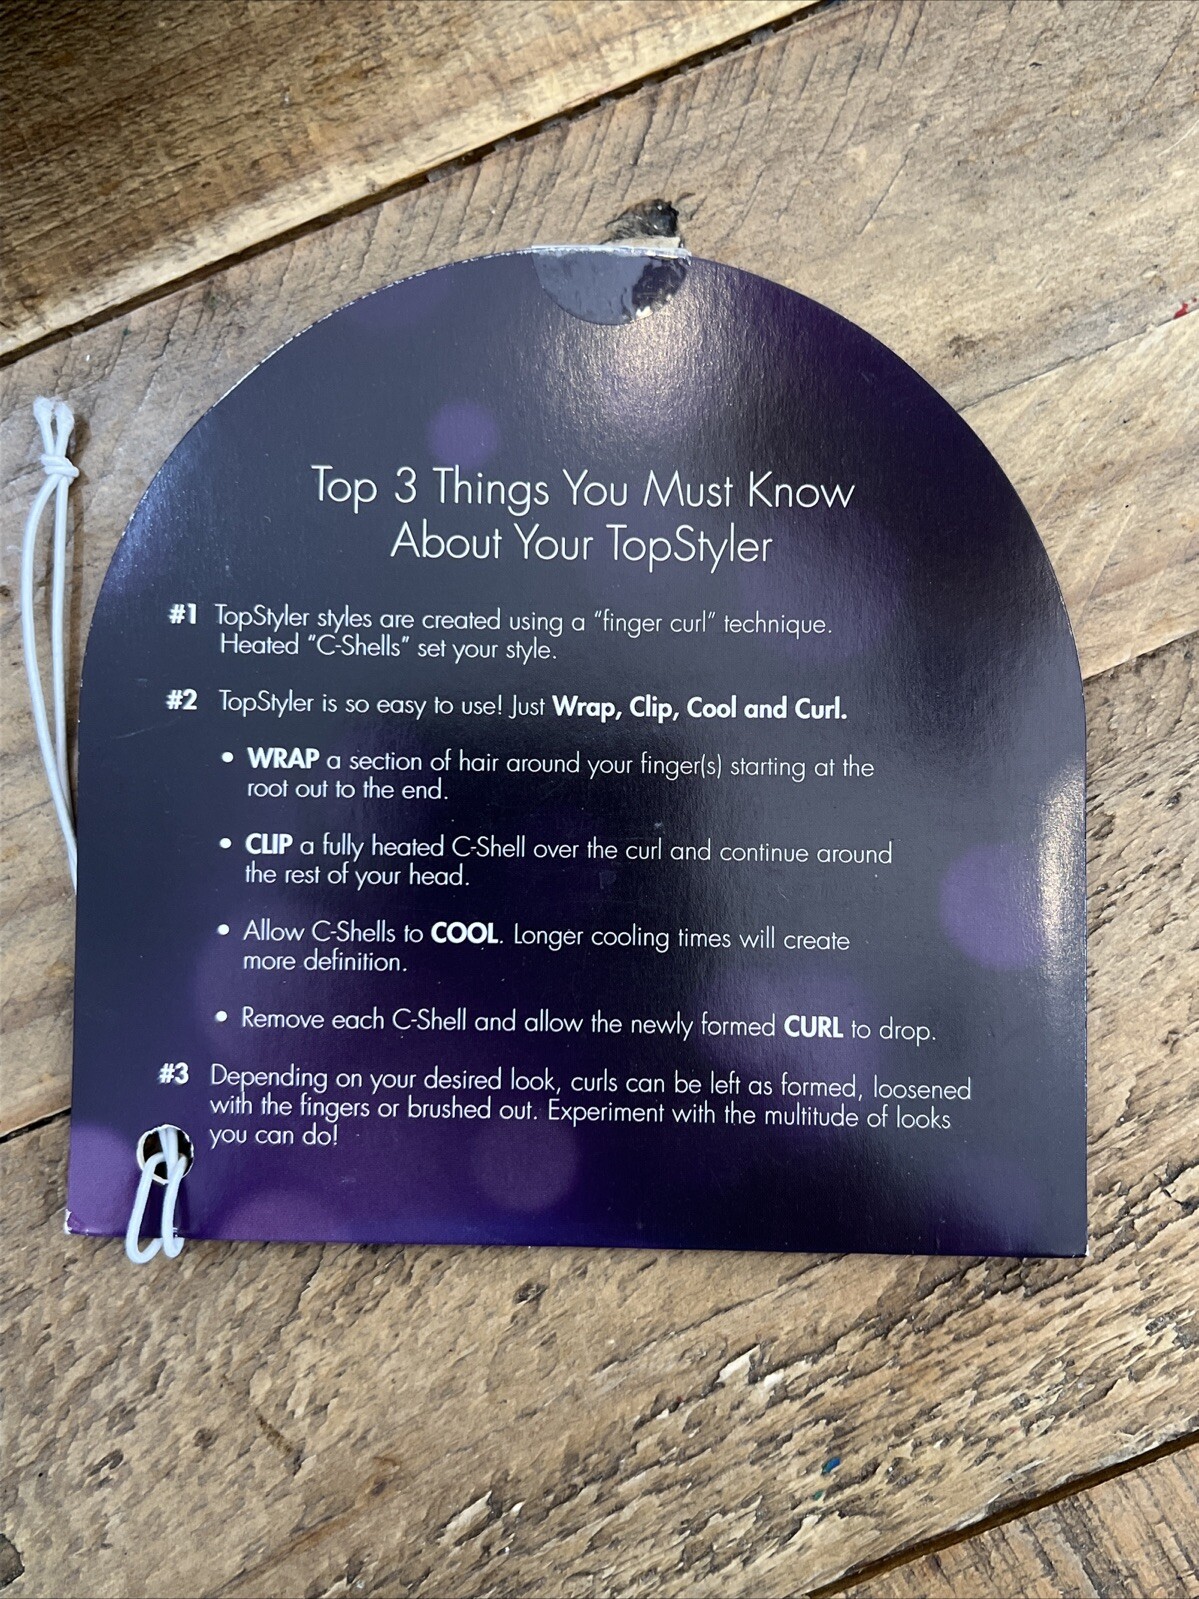 Top 3 Things You Must Know
About Your TopStyler
#1 TopStyler styles are created using a “finger curl” technique.
Heated “C-Shells” set your style.
#2 TopStyler is so easy to use! Just Wrap, Clip, Cool and Curl.
• WRAP a section of hair around your finger(s) starting at the
root out to the end.
• CLIP a fully heated C-Shell over the curl and continue around
the rest of your head.
• Allow C-Shells to COOL. Longer cooling times will create
more definition.
• Remove each C-Shell and allow the newly formed CURL to drop.
#3 Depending on your desired look, curls can be left as formed, loosened
with the fingers or brushed out. Experiment with the multitude of looks
you can do!